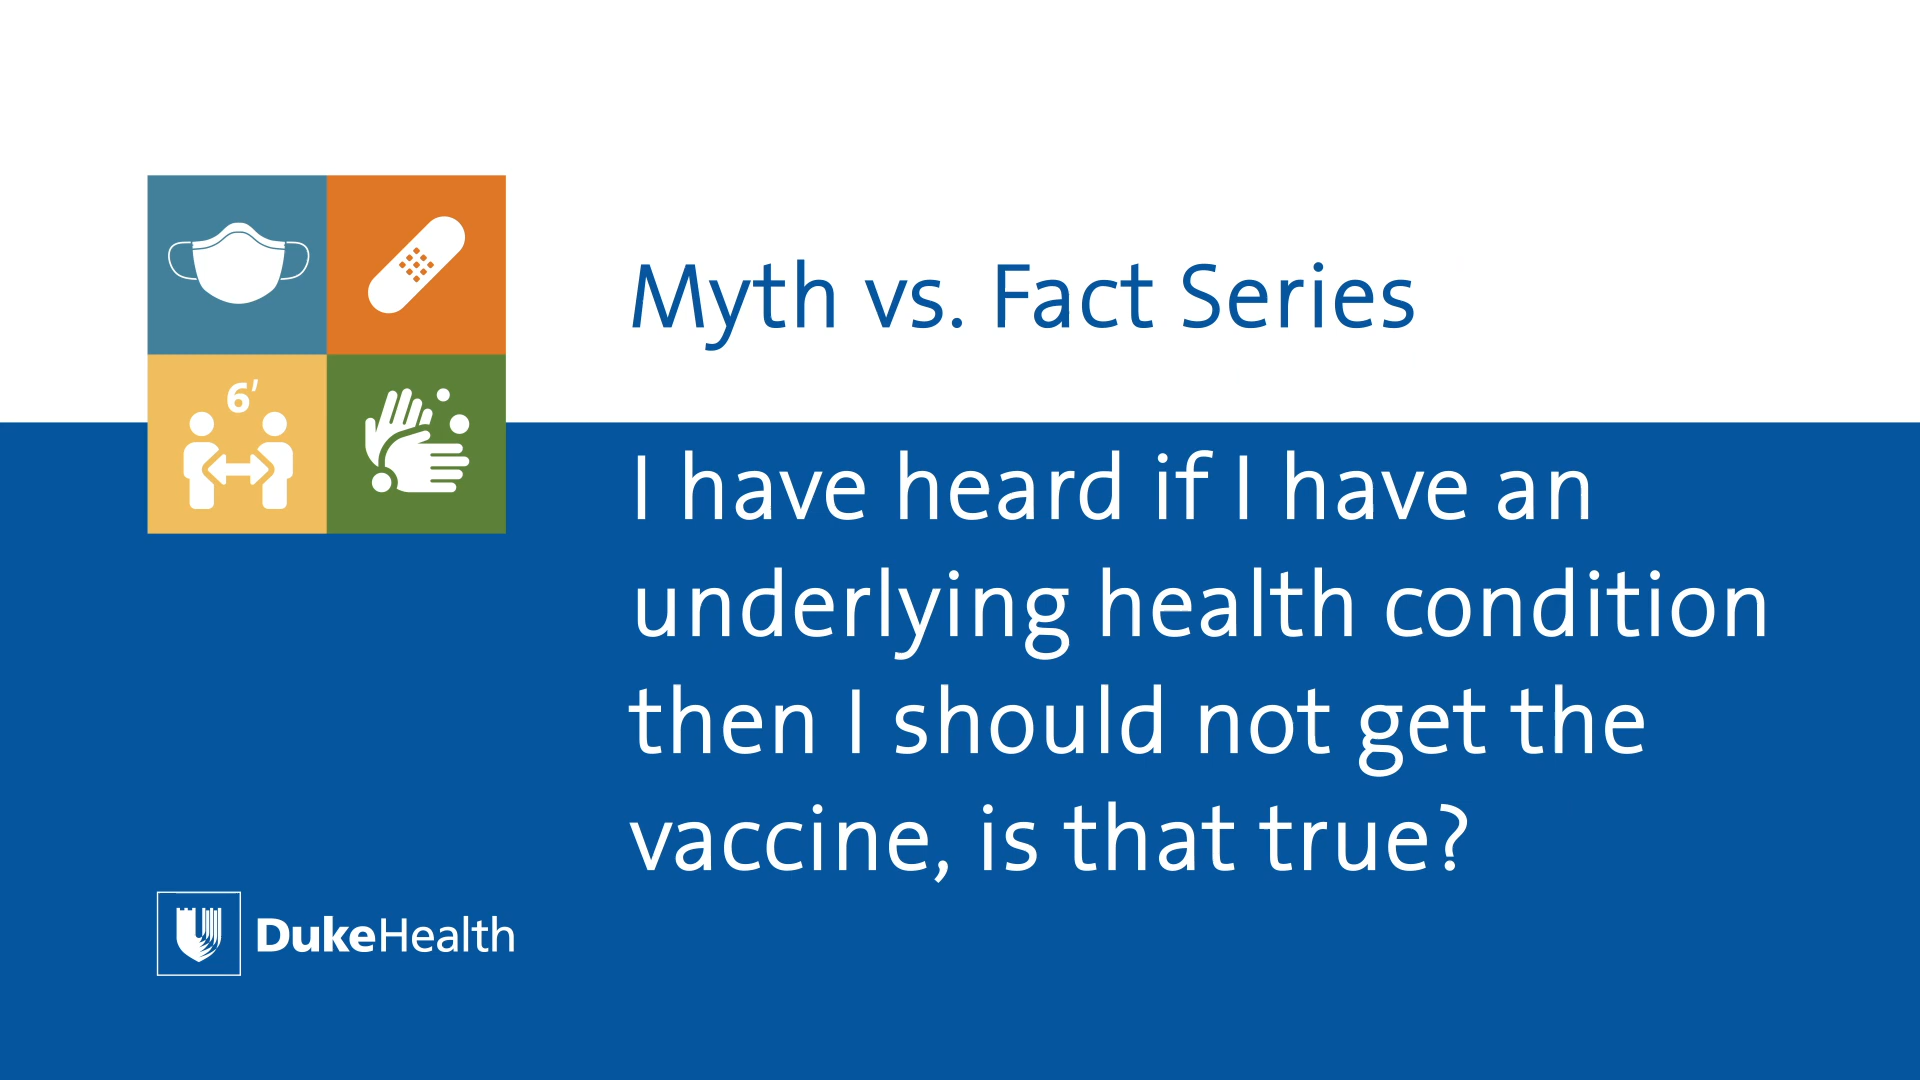 Myth vs. Fact Series
6'
I have heard if I have an
underlying health condition
then I should not get the
vaccine, is that true?
DukeHealth